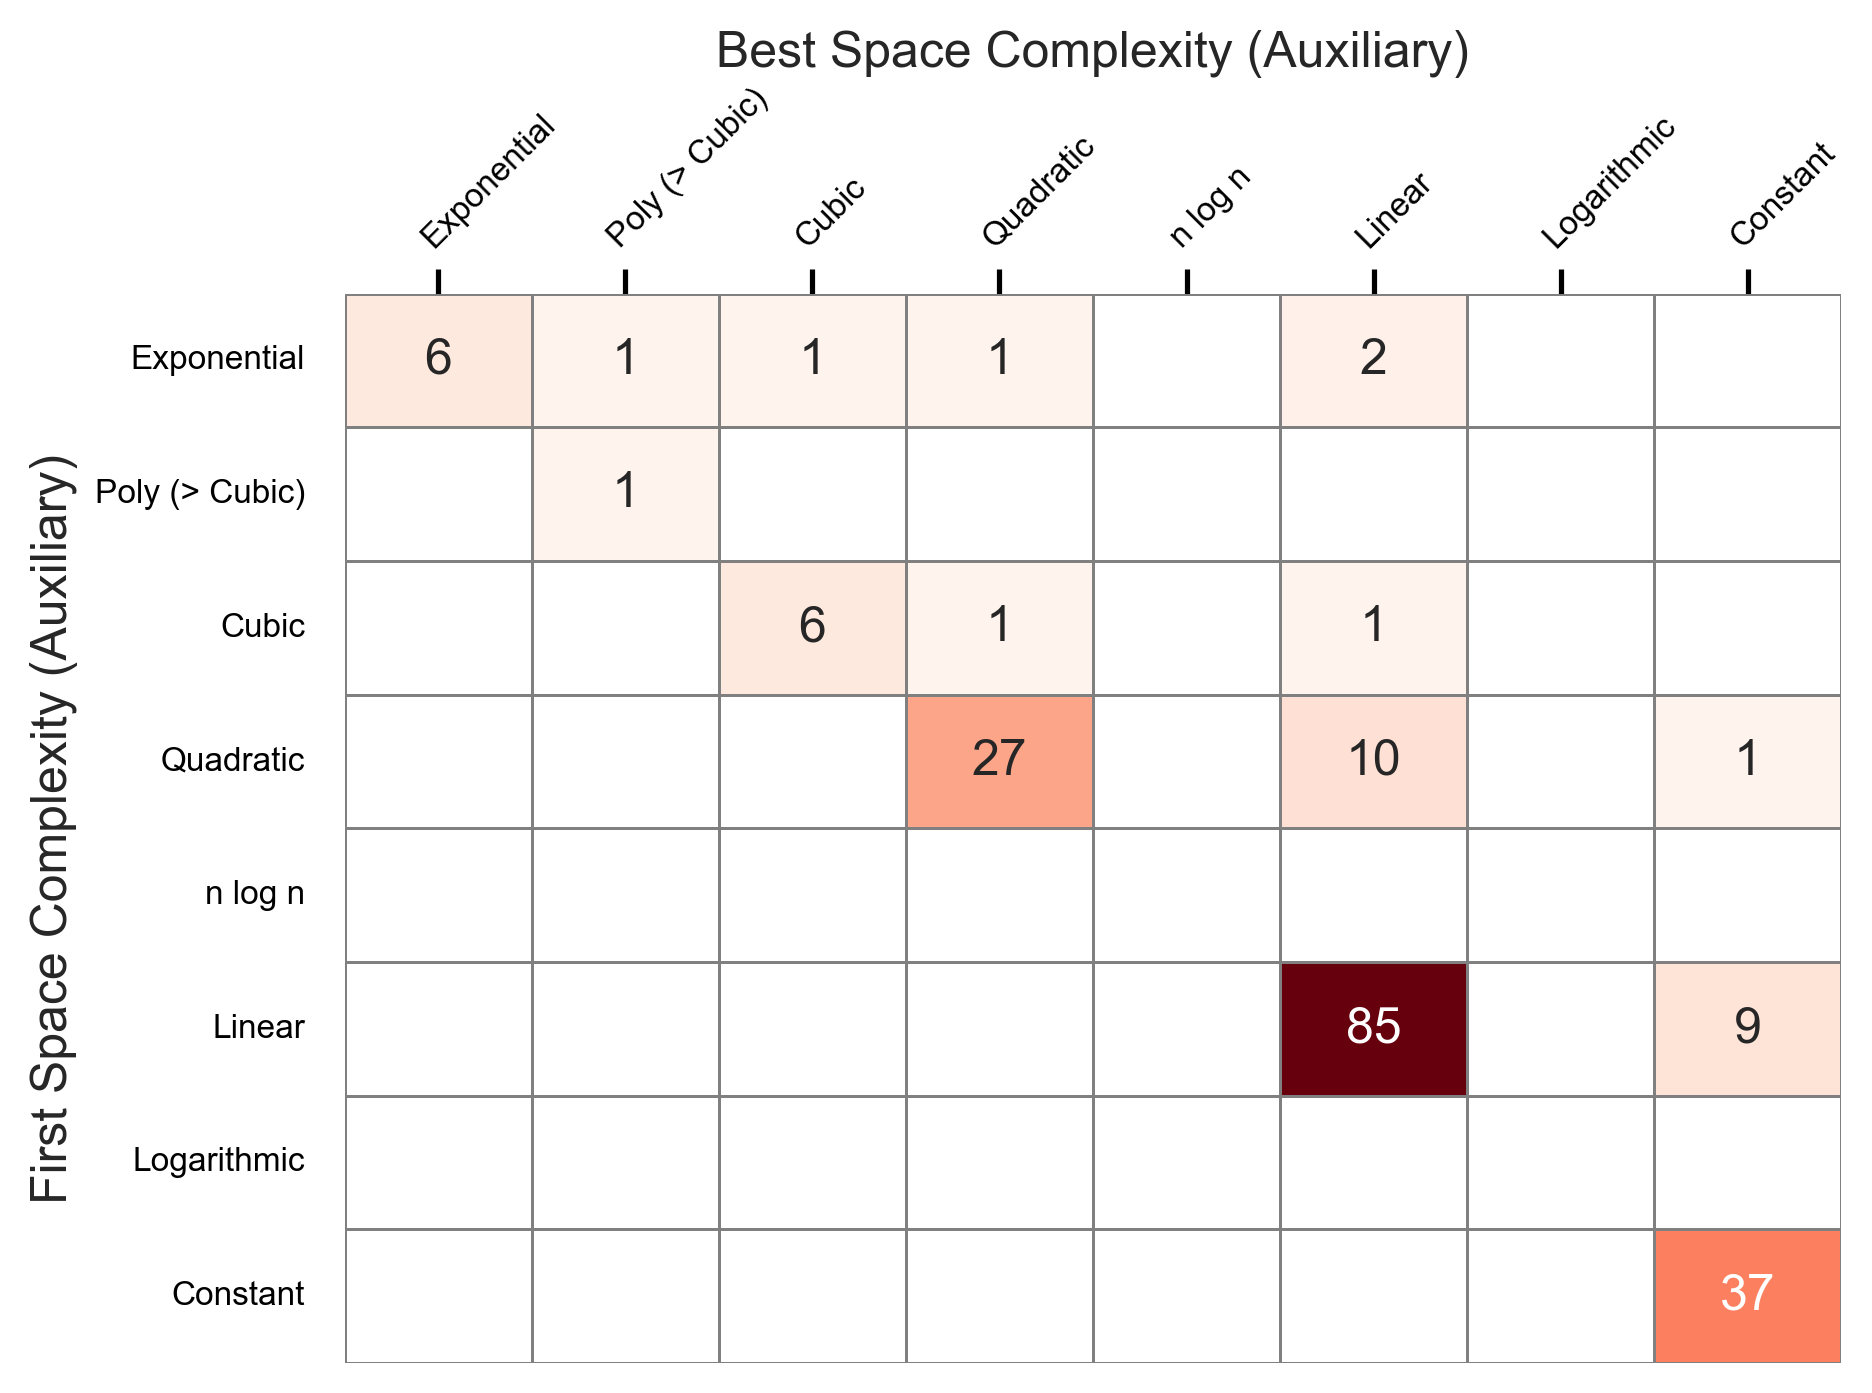 Best Space Complexity (Auxiliary)
Exponential
Poly (> Cubic)
Cubic
Quadratic
n log n
Linear
Logarithmic
Constant
First Space Complexity (Auxiliary)
Exponential 6 1 1 1 2
Poly (> Cubic) 1
Cubic 6 1 1
Quadratic 27 10 1
n log n
Linear 85 9
Logarithmic
Constant 37